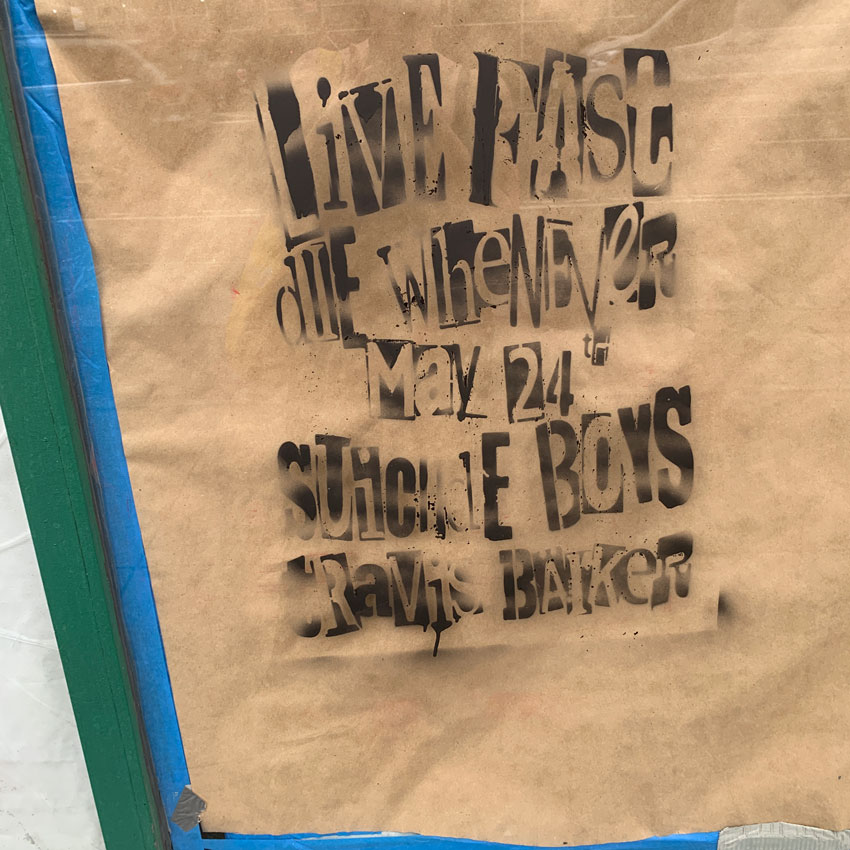 LiVE FAst
dIE WheNEVeR
May 24th
SUiCidE BOYS
tRaVis BARKeR